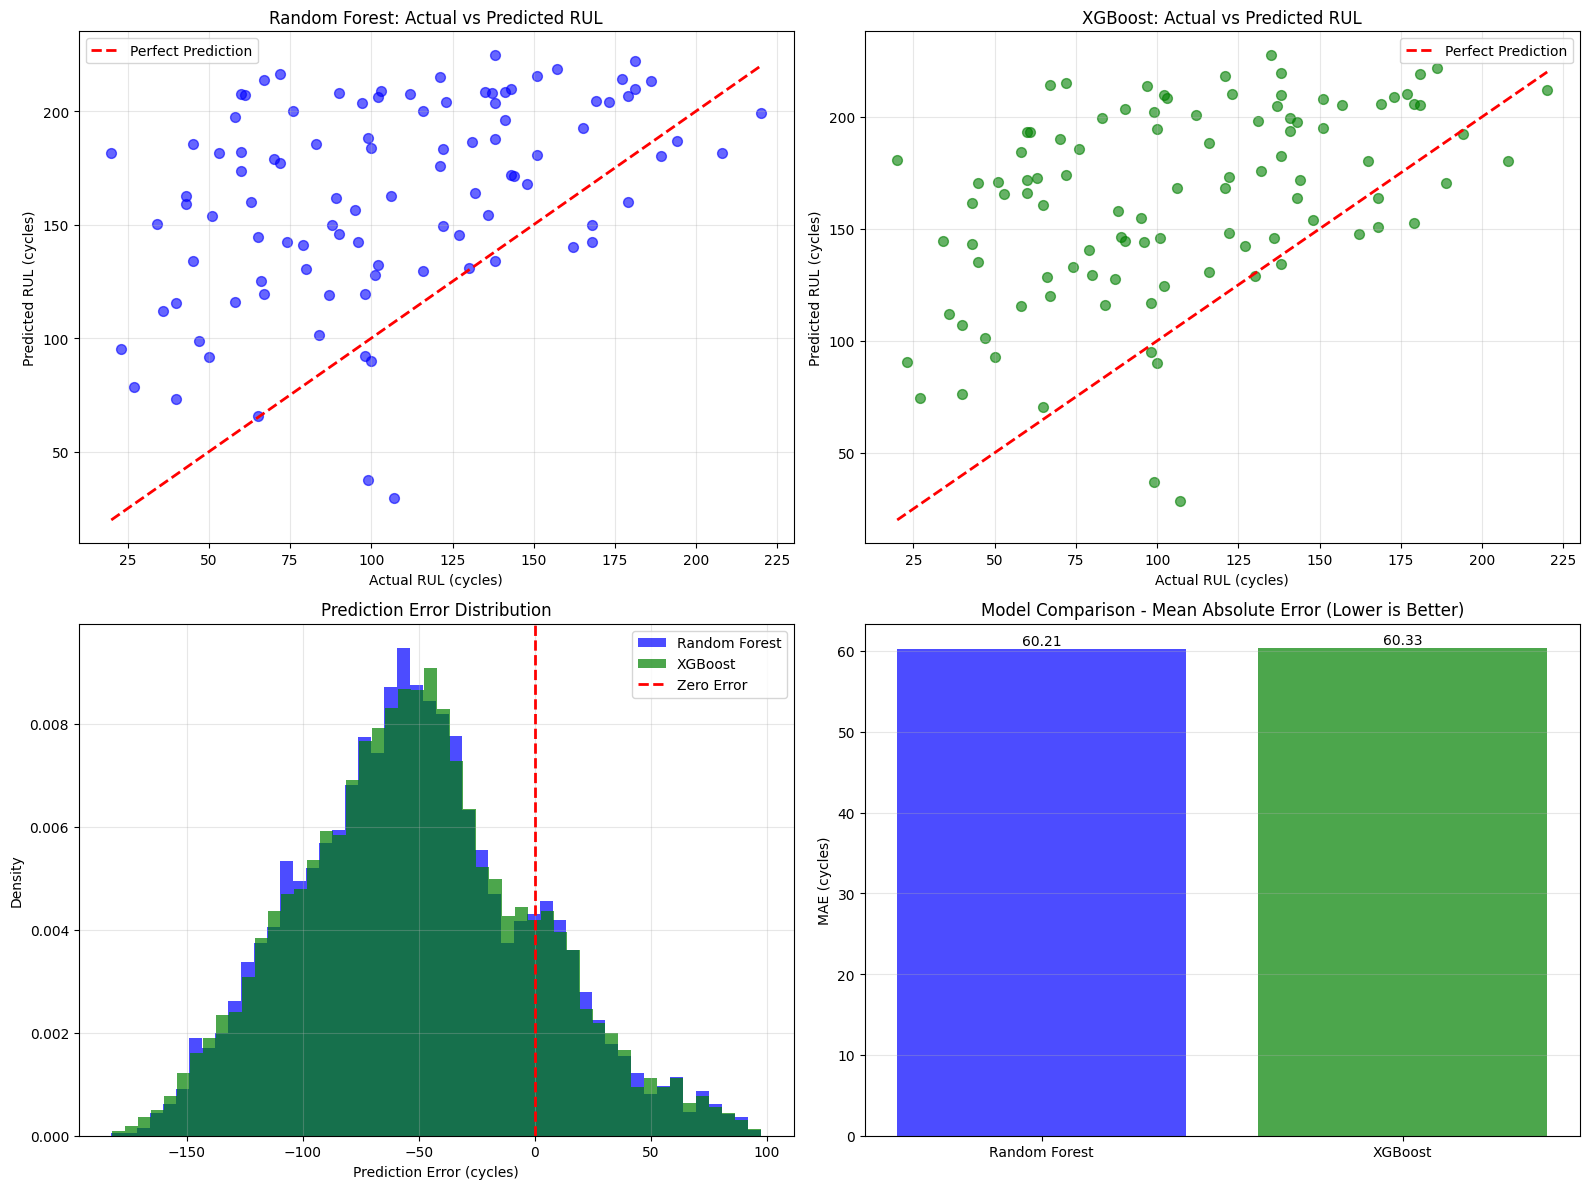 Random Forest: Actual vs Predicted RUL
Perfect Prediction
Predicted RUL (cycles)
200
150
100
50
25 50 75 100 125 150 175 200 225
Actual RUL (cycles)
XGBoost: Actual vs Predicted RUL
Perfect Prediction
Predicted RUL (cycles)
200
150
100
50
25 50 75 100 125 150 175 200 225
Actual RUL (cycles)
Prediction Error Distribution
Random Forest
XGBoost
Zero Error
Density
0.008
0.006
0.004
0.002
0.000
−150 −100 −50 0 50 100
Prediction Error (cycles)
Model Comparison - Mean Absolute Error (Lower is Better)
60.21 60.33
MAE (cycles)
60
50
40
30
20
10
0
Random Forest XGBoost